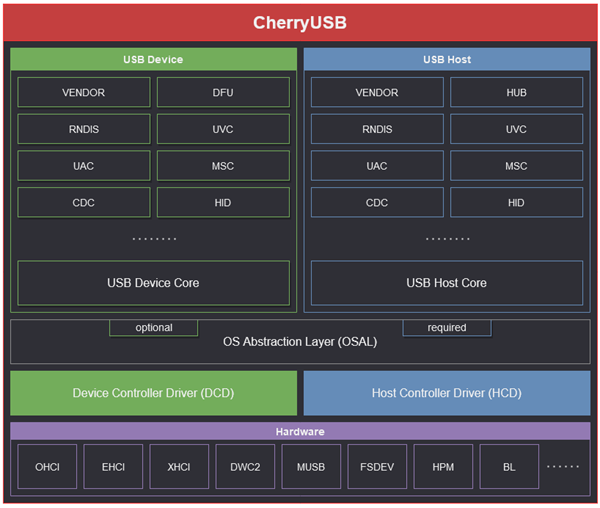 CherryUSB
USB Device
USB Host
VENDOR DFU
VENDOR HUB
RNDIS UVC
RNDIS UVC
UAC MSC
UAC MSC
CDC HID
CDC HID
........
........
USB Device Core
USB Host Core
optional
required
OS Abstraction Layer (OSAL)
Device Controller Driver (DCD)
Host Controller Driver (HCD)
Hardware
OHCI EHCI XHCI DWC2 MUSB FSDEV HPM BL ......